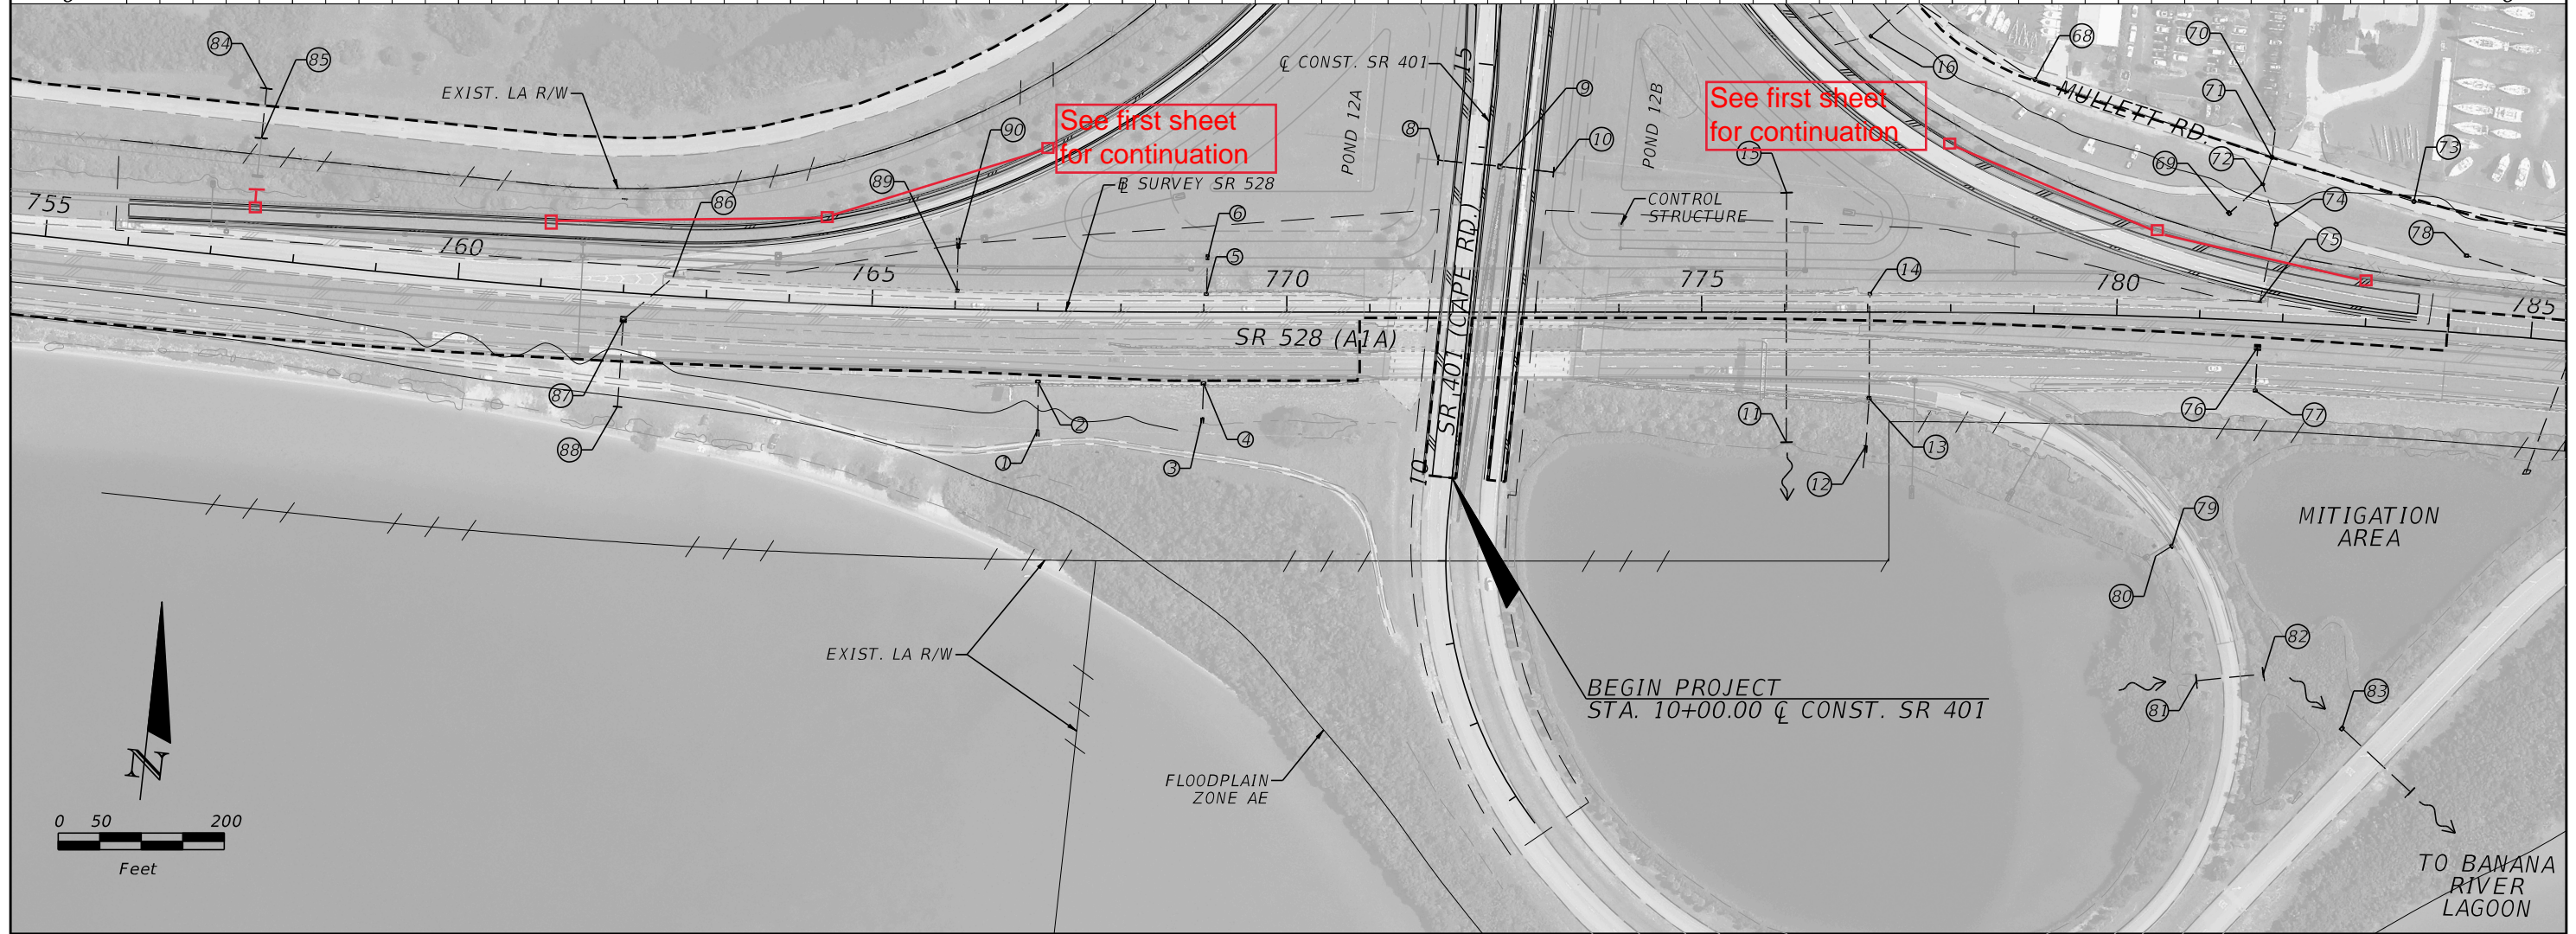 84
85
EXIST. LA R/W
90
See first sheet
for continuation
89
86
℄ CONST. SR 401
15
POND 12A
8
9
10
POND 12B
See first sheet
for continuation
15
16
68
MULLETT RD.
70
71
69
72
73
74
75
78
755
760
765
770
775
780
785
B SURVEY SR 528
6
5
CONTROL
STRUCTURE
14
SR 528 (A1A)
SR 401 (CAPE RD.)
10
87
88
1
2
3
4
11
12
13
76
77
79
80
MITIGATION
AREA
EXIST. LA R/W
BEGIN PROJECT
STA. 10+00.00 ℄ CONST. SR 401
81
82
83
FLOODPLAIN
ZONE AE
N
0 50 200
Feet
TO BANANA
RIVER
LAGOON